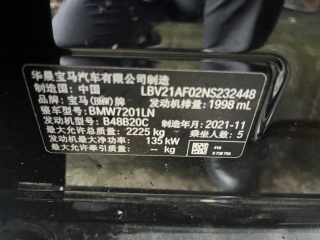 华晨宝马汽车有限公司制造
制造国：中国 LBV21AF02NS232448
品牌：宝马(BMW)牌 发动机排量：1998 mL
整车型号：BMW7201LN
发动机型号：B48B20C 制造年月：2021-11
最大允许总质量：2225 kg 乘坐人数：5
发动机最大净功率：135 kW
最大允许牵引质量：-- kg